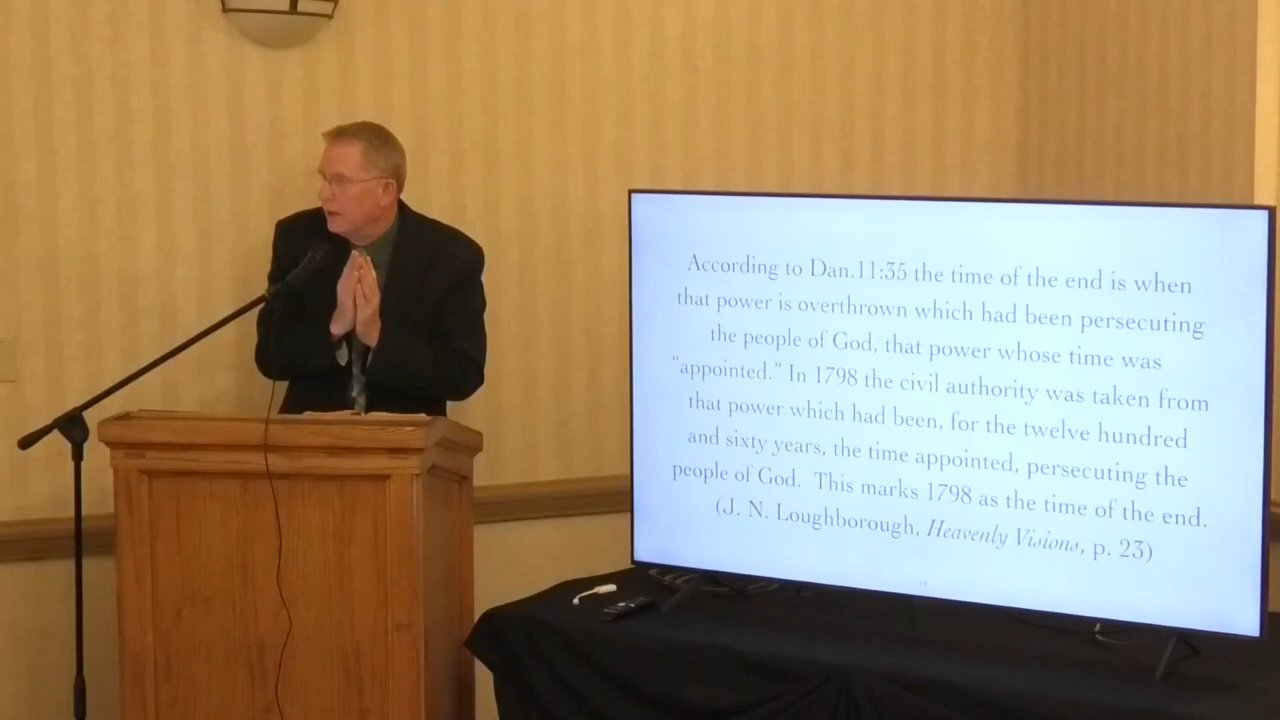 According to Dan.11:35 the time of the end is when
that power is overthrown which had been persecuting
the people of God, that power whose time was
"appointed." In 1798 the civil authority was taken from
that power which had been, for the twelve hundred
and sixty years, the time appointed, persecuting the
people of God. This marks 1798 as the time of the end.
(J. N. Loughborough, Heavenly Visions, p. 23)